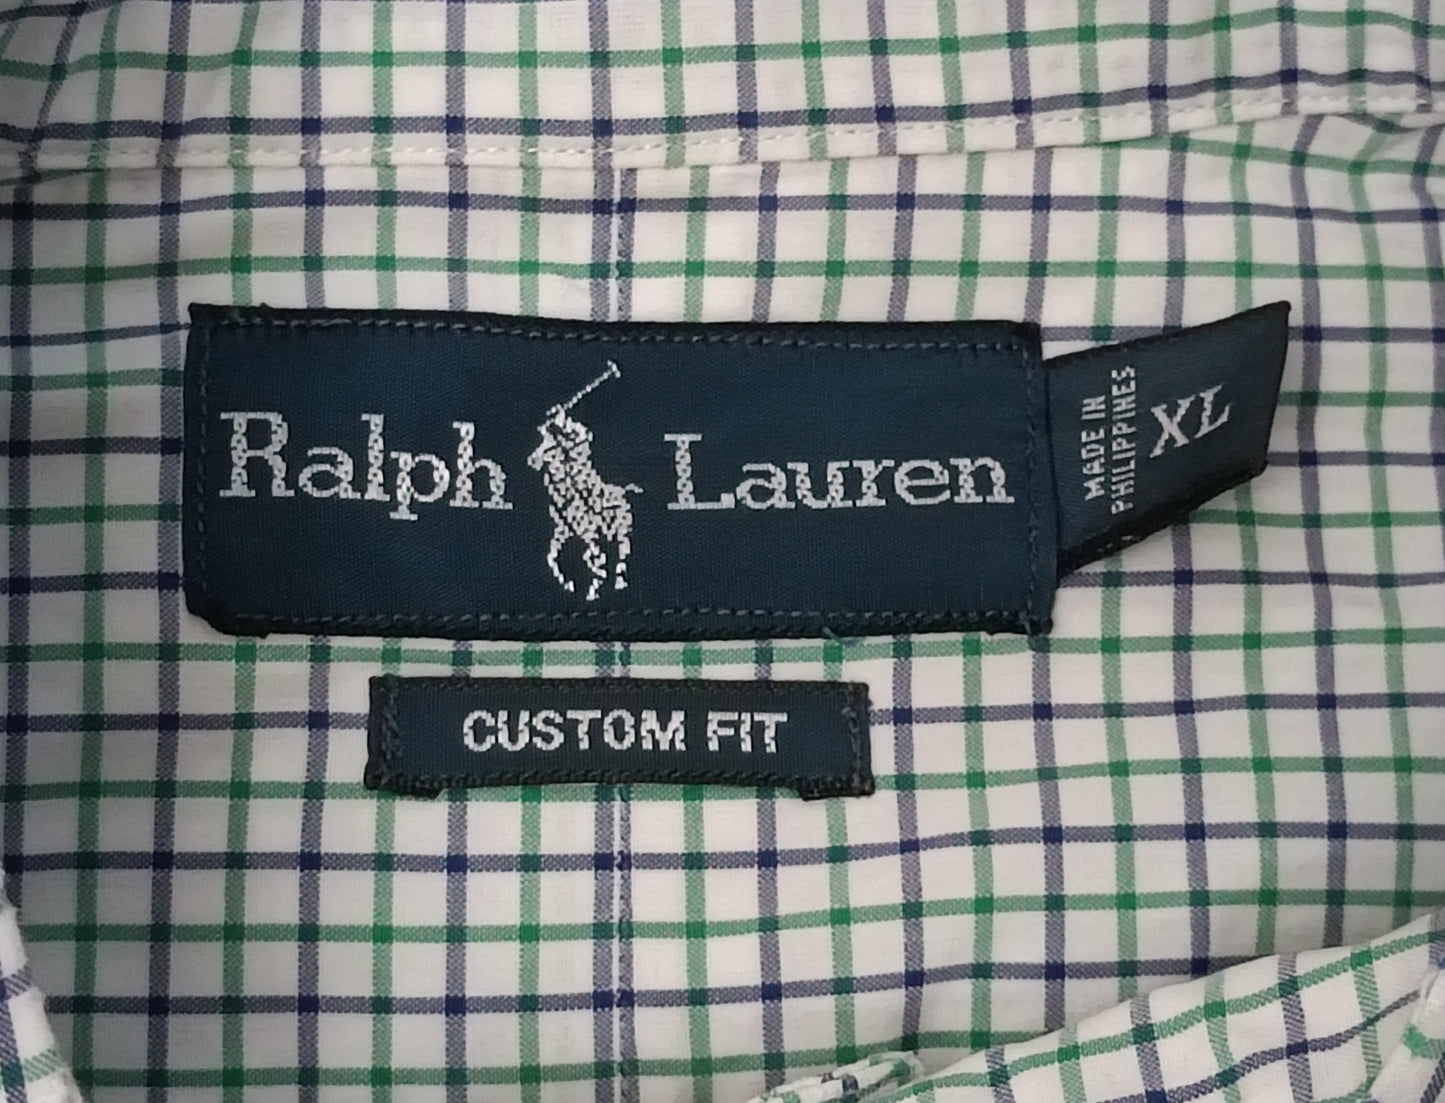 Ralph Lauren
MADE IN
PHILIPPINES
XL
CUSTOM FIT